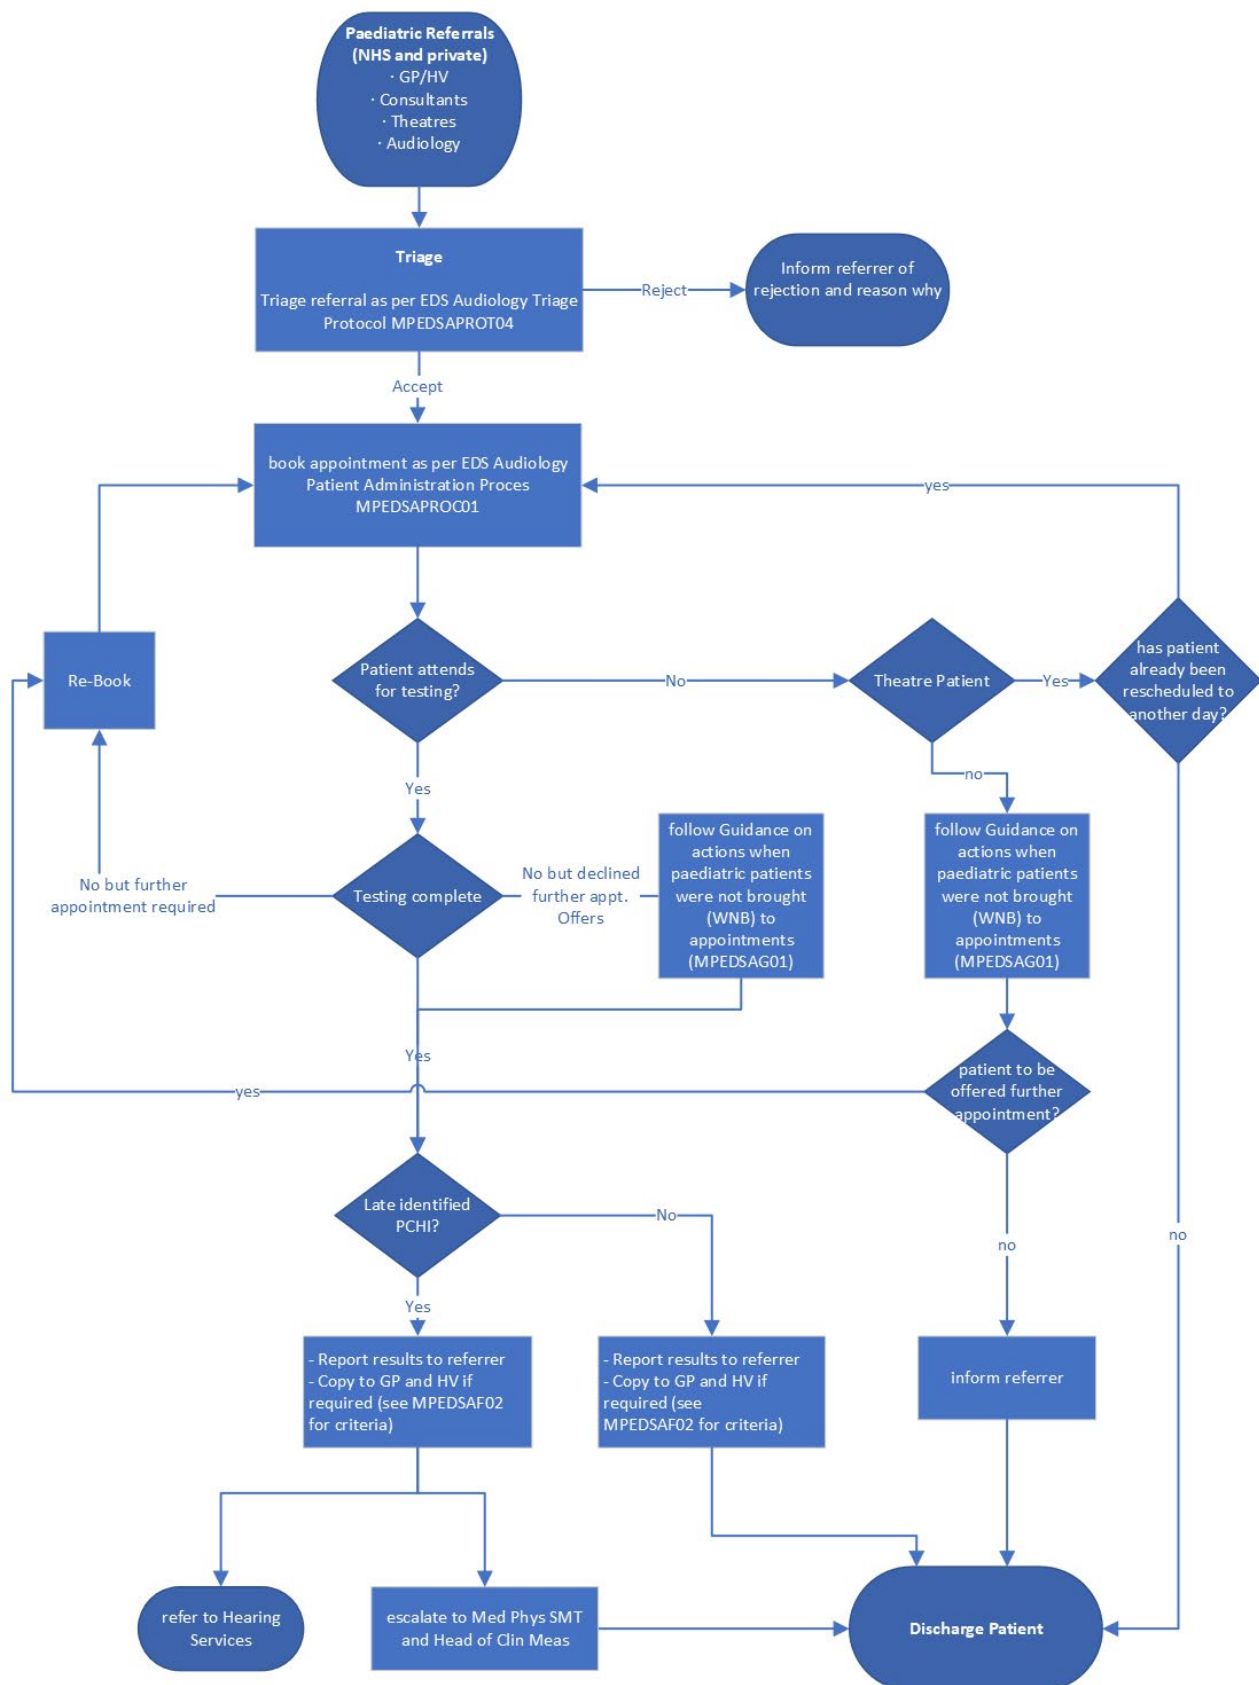 Paediatric Referrals
(NHS and private)
· GP/HV
· Consultants
· Theatres
· Audiology
Triage
Triage referral as per EDS Audiology Triage
Protocol MPEDSAPROT04
Reject
Inform referrer of
rejection and reason why
Accept
book appointment as per EDS Audiology
Patient Administration Proces
MPEDSAPROC01
yes
Re-Book
Patient attends
for testing?
No
Theatre Patient
Yes
has patient
already been
rescheduled to
another day?
Yes
no
No but further
appointment required
Testing complete
No but declined
further appt.
Offers
follow Guidance on
actions when
paediatric patients
were not brought
(WNB) to
appointments
(MPEDSAG01)
follow Guidance on
actions when
paediatric patients
were not brought
(WNB) to
appointments
(MPEDSAG01)
Yes
yes
patient to be
offered further
appointment?
Late identified
PCHI?
No
no
no
Yes
- Report results to referrer
- Copy to GP and HV if
required (see MPEDSAF02
for criteria)
- Report results to referrer
- Copy to GP and HV if
required (see
MPEDSAF02 for criteria)
inform referrer
refer to Hearing
Services
escalate to Med Phys SMT
and Head of Clin Meas
Discharge Patient